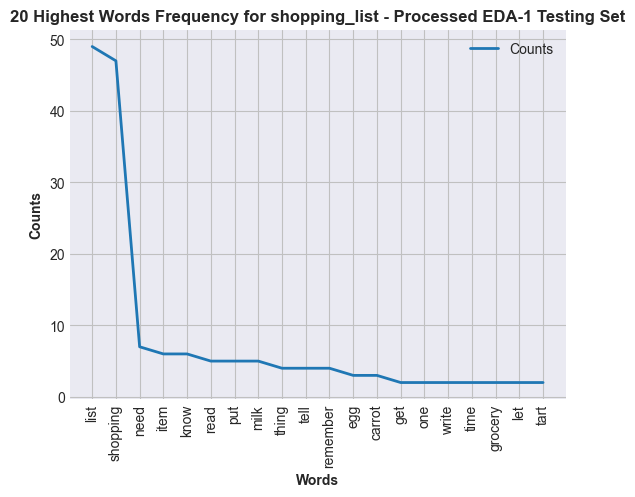 20 Highest Words Frequency for shopping_list - Processed EDA-1 Testing Set
Counts
50
40
30
20
10
0
Counts
list
shopping
need
item
know
read
put
milk
thing
tell
remember
egg
carrot
get
one
write
time
grocery
let
tart
Words